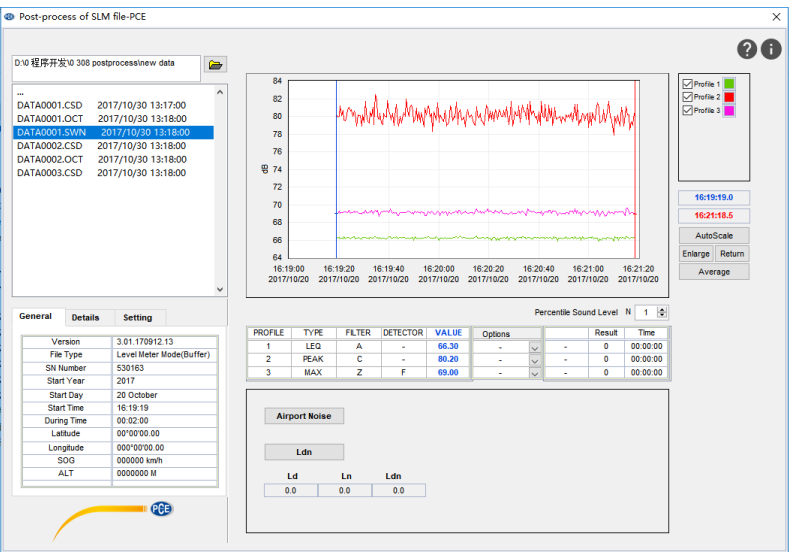 Post-process of SLM file-PCE
D:\0 程序开发\0 308 postprocess\new data
...
DATA0001.CSD 2017/10/30 13:17:00
DATA0001.OCT 2017/10/30 13:18:00
DATA0001.SWN 2017/10/30 13:18:00
DATA0002.CSD 2017/10/30 13:18:00
DATA0002.OCT 2017/10/30 13:18:00
DATA0003.CSD 2017/10/30 13:18:00
84
82
80
78
76
74
72
70
68
66
64
dB
16:19:00 16:19:20 16:19:40 16:20:00 16:20:20 16:20:40 16:21:00 16:21:20
2017/10/20 2017/10/20 2017/10/20 2017/10/20 2017/10/20 2017/10/20 2017/10/20 2017/10/20
Profile 1
Profile 2
Profile 3
16:19:19.0
16:21:18.5
AutoScale
Enlarge Return
Average
General Details Setting
Version 3.01.170912.13
File Type Level Meter Mode(Buffer)
SN Number 530163
Start Year 2017
Start Day 20 October
Start Time 16:19:19
During Time 00:02:00
Latitude 00°00'00.00
Longitude 000°00'00.00
SOG 000000 km/h
ALT 0000000 M
PCE
Percentile Sound Level N 1
PROFILE TYPE FILTER DETECTOR VALUE Options Result Time
1 LEQ A - 66.30 - - 0 00:00:00
2 PEAK C - 80.20 - - 0 00:00:00
3 MAX Z F 69.00 - - 0 00:00:00
Airport Noise
Ldn
Ld Ln Ldn
0.0 0.0 0.0